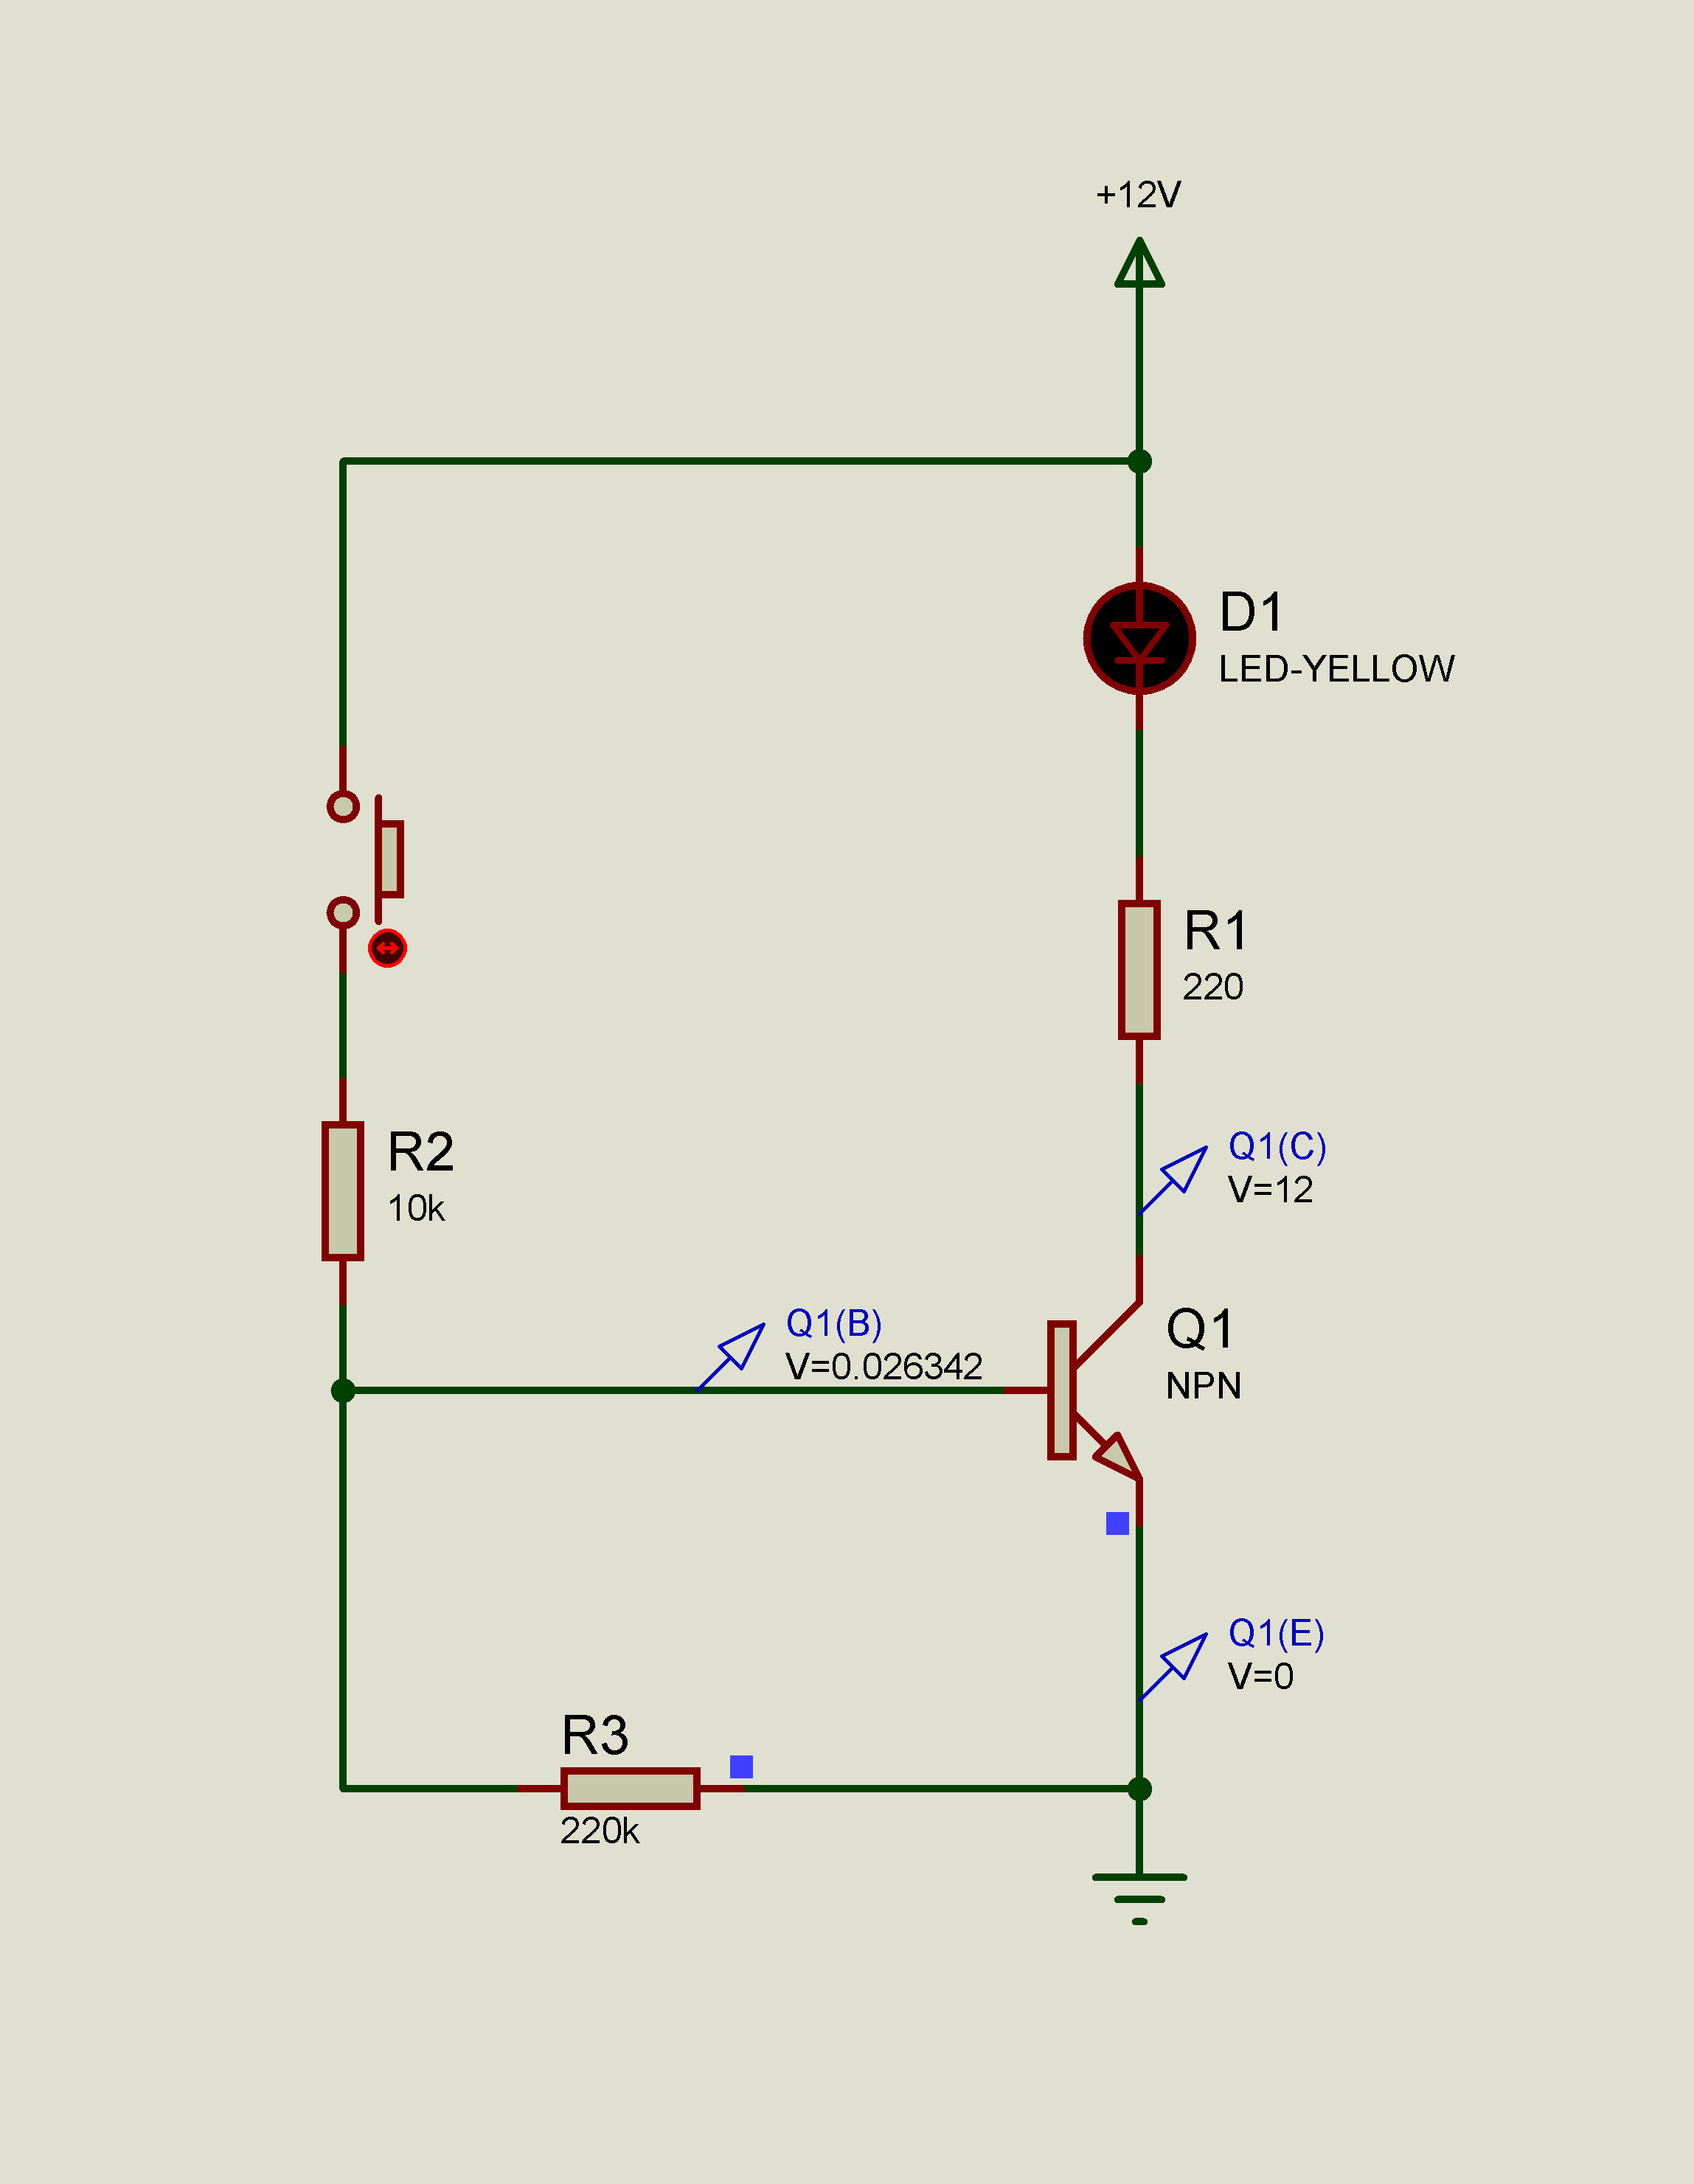 +12V
D1
LED-YELLOW
R1
220
R2
10k
Q1(C)
V=12
Q1(B)
V=0.026342
Q1
NPN
Q1(E)
V=0
R3
220k